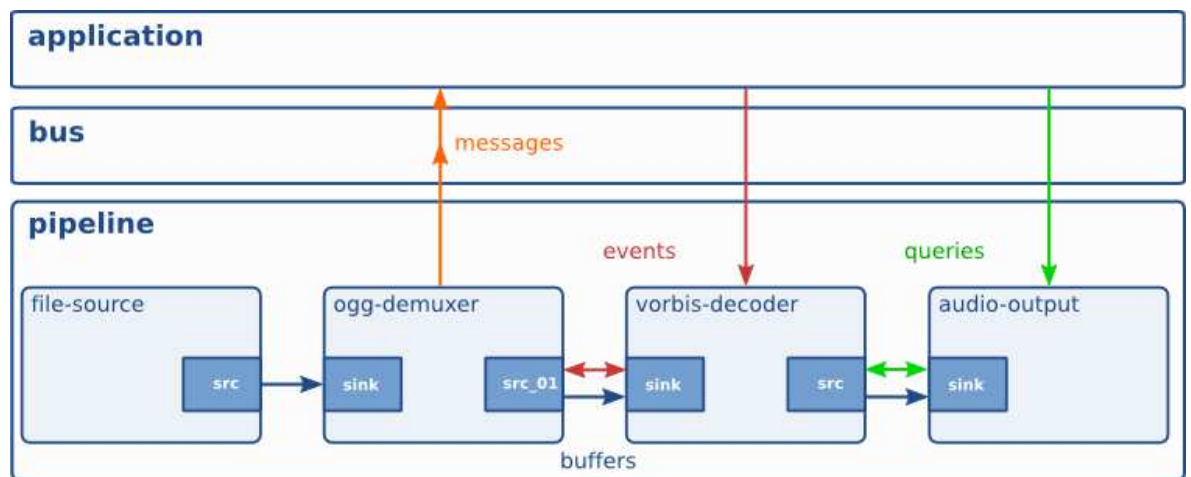 application
bus
messages
pipeline
events
queries
file-source
ogg-demuxer
vorbis-decoder
audio-output
src
sink
src_01
sink
src
sink
buffers